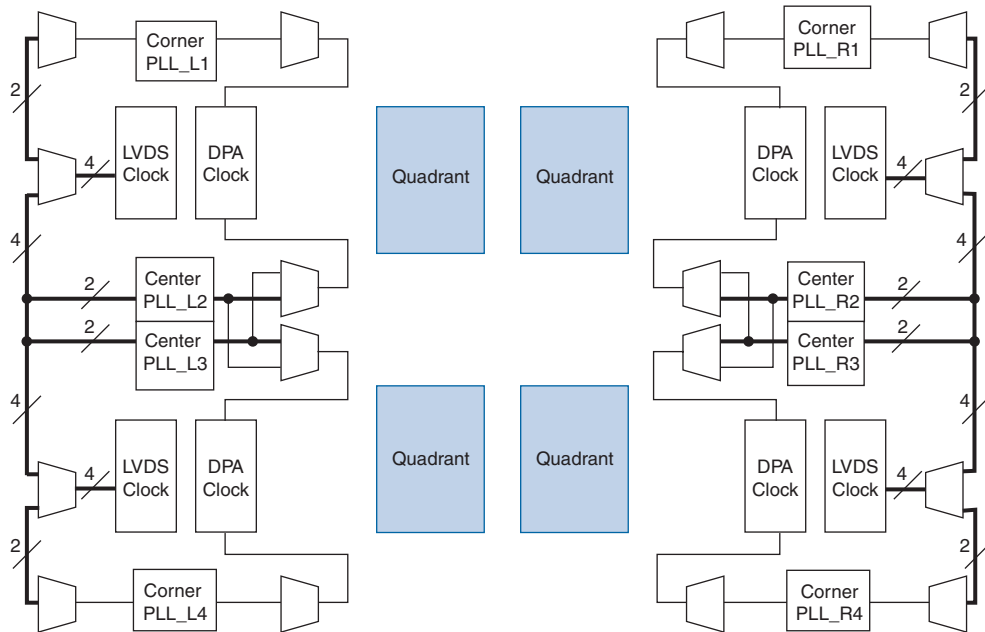 Corner
PLL_L1
Corner
PLL_R1
2
2
LVDS
Clock
DPA
Clock
Quadrant
Quadrant
DPA
Clock
LVDS
Clock
4
4
4
4
2
Center
PLL_L2
Center
PLL_R2
2
2
Center
PLL_L3
Center
PLL_R3
2
4
4
LVDS
Clock
DPA
Clock
Quadrant
Quadrant
DPA
Clock
LVDS
Clock
4
4
2
2
Corner
PLL_L4
Corner
PLL_R4